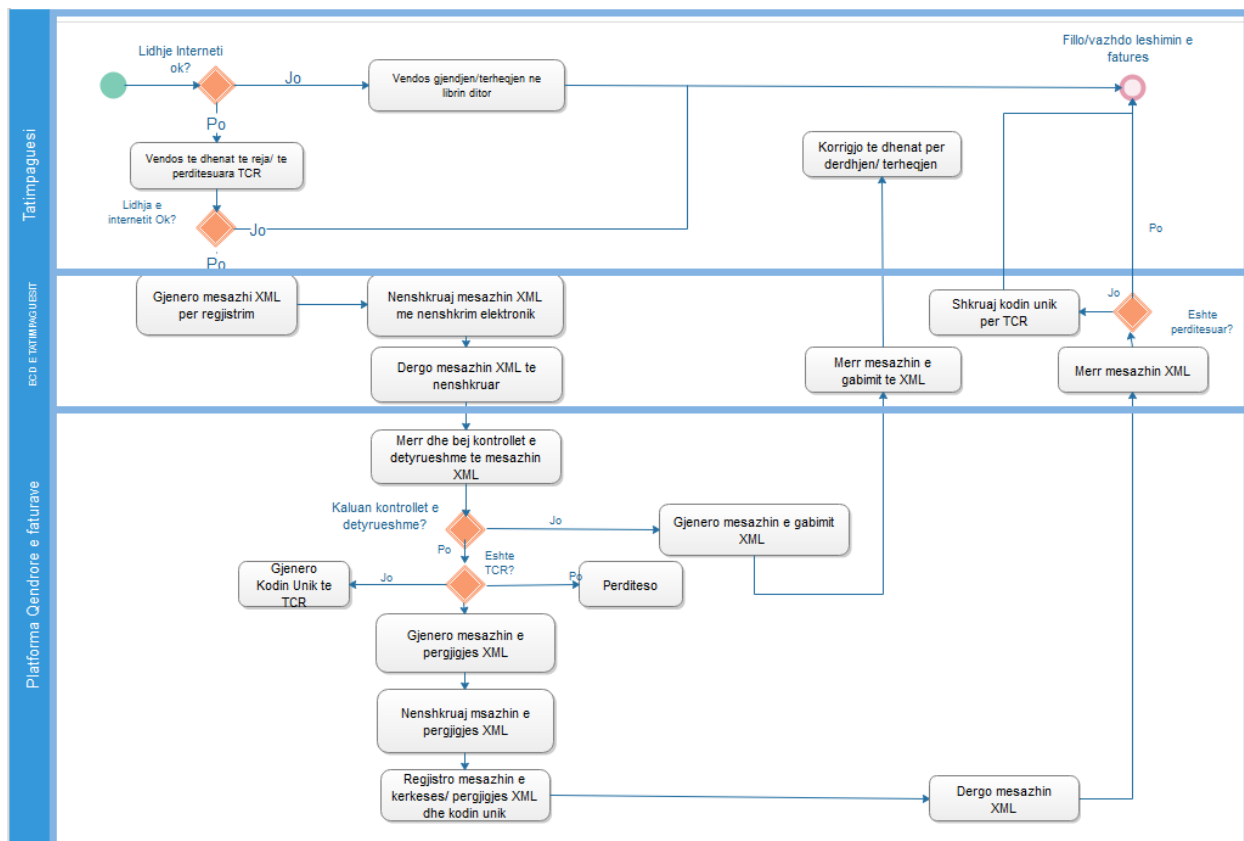 Tatimpaguesi
Lidhje Interneti
ok?
Jo
Vendos gjendjen/terheqjen ne
librin ditor
Fillo/vazhdo leshimin e
fatures
Po
Vendos te dhenat te reja/ te
perditesuara TCR
Korrigjo te dhenat per
derdhjen/ terheqjen
Lidhja e
internetit Ok?
Jo
Po
Po
ECD E TATIMPAGUESIT
Gjenero mesazhi XML
per regjistrim
Nenshkruaj mesazhin XML
me nenshkrim elektronik
Shkruaj kodin unik
per TCR
Jo
Eshte
perditesuar?
Dergo mesazhin XML te
nenshkruar
Merr mesazhin e
gabimit te XML
Merr mesazhin XML
Platforma Qendrore e faturave
Merr dhe bej kontrollet e
detyrueshme te mesazhin
XML
Kaluan kontrollet e
detyrueshme?
Jo
Gjenero mesazhin e gabimit
XML
Po
Eshte
TCR?
Gjenero
Kodin Unik te
TCR
Jo
Po
Perditeso
Gjenero mesazhin e
pergjigjes XML
Nenshkruaj msazhin e
pergjigjes XML
Regjistro mesazhin e
kerkeses/ pergjigjes XML
dhe kodin unik
Dergo mesazhin
XML